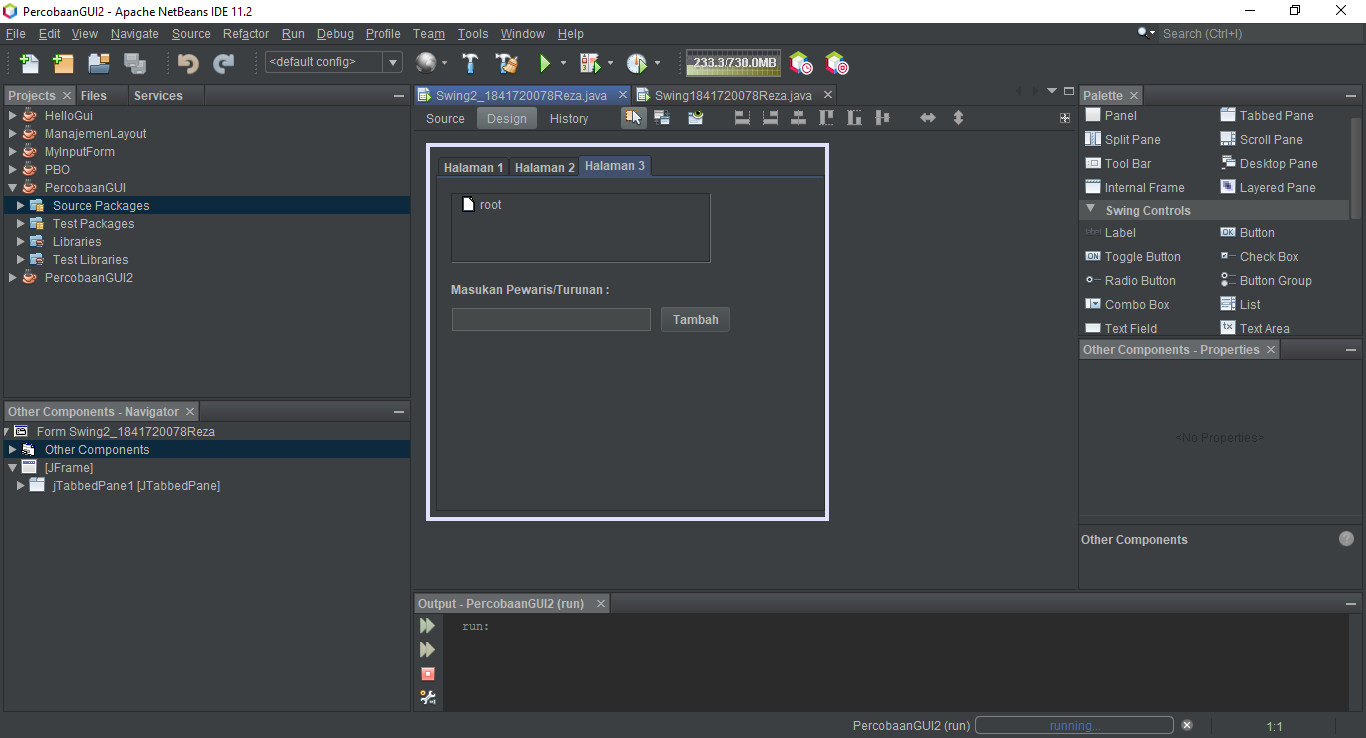 PercobaanGUI2 - Apache NetBeans IDE 11.2
File Edit View Navigate Source Refactor Run Debug Profile Team Tools Window Help
Search (Ctrl+I)
<default config>
233.3/730.0MB
Projects Files Services
HelloGui
ManajemenLayout
MyInputForm
PBO
PercobaanGUI
Source Packages
Test Packages
Libraries
Test Libraries
PercobaanGUI2
Other Components - Navigator
Form Swing2_1841720078Reza
Other Components
[JFrame]
jTabbedPane1 [JTabbedPane]
Swing2_1841720078Reza.java Swing1841720078Reza.java
Source Design History
Halaman 1 Halaman 2 Halaman 3
root
Masukan Pewaris/Turunan :
Tambah
Palette
Panel Tabbed Pane
Split Pane Scroll Pane
Tool Bar Desktop Pane
Internal Frame Layered Pane
Swing Controls
label Label OK Button
ON Toggle Button Check Box
Radio Button Button Group
Combo Box List
Text Field tx Text Area
Other Components - Properties
<No Properties>
Other Components
?
Output - PercobaanGUI2 (run)
run:
PercobaanGUI2 (run) running...
1:1